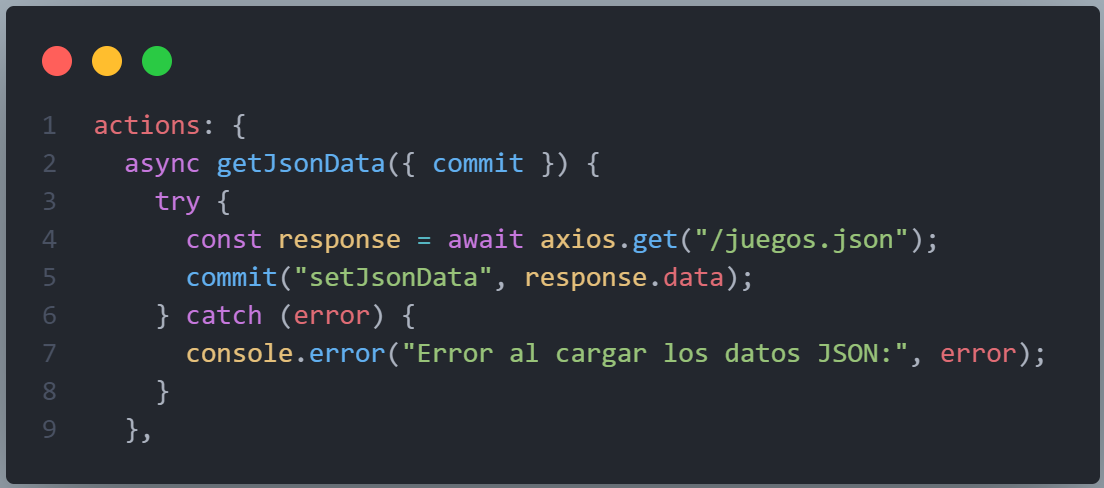 1 actions: {
2 async getJsonData({ commit }) {
3 try {
4 const response = await axios.get("/juegos.json");
5 commit("setJsonData", response.data);
6 } catch (error) {
7 console.error("Error al cargar los datos JSON:", error);
8 }
9 },